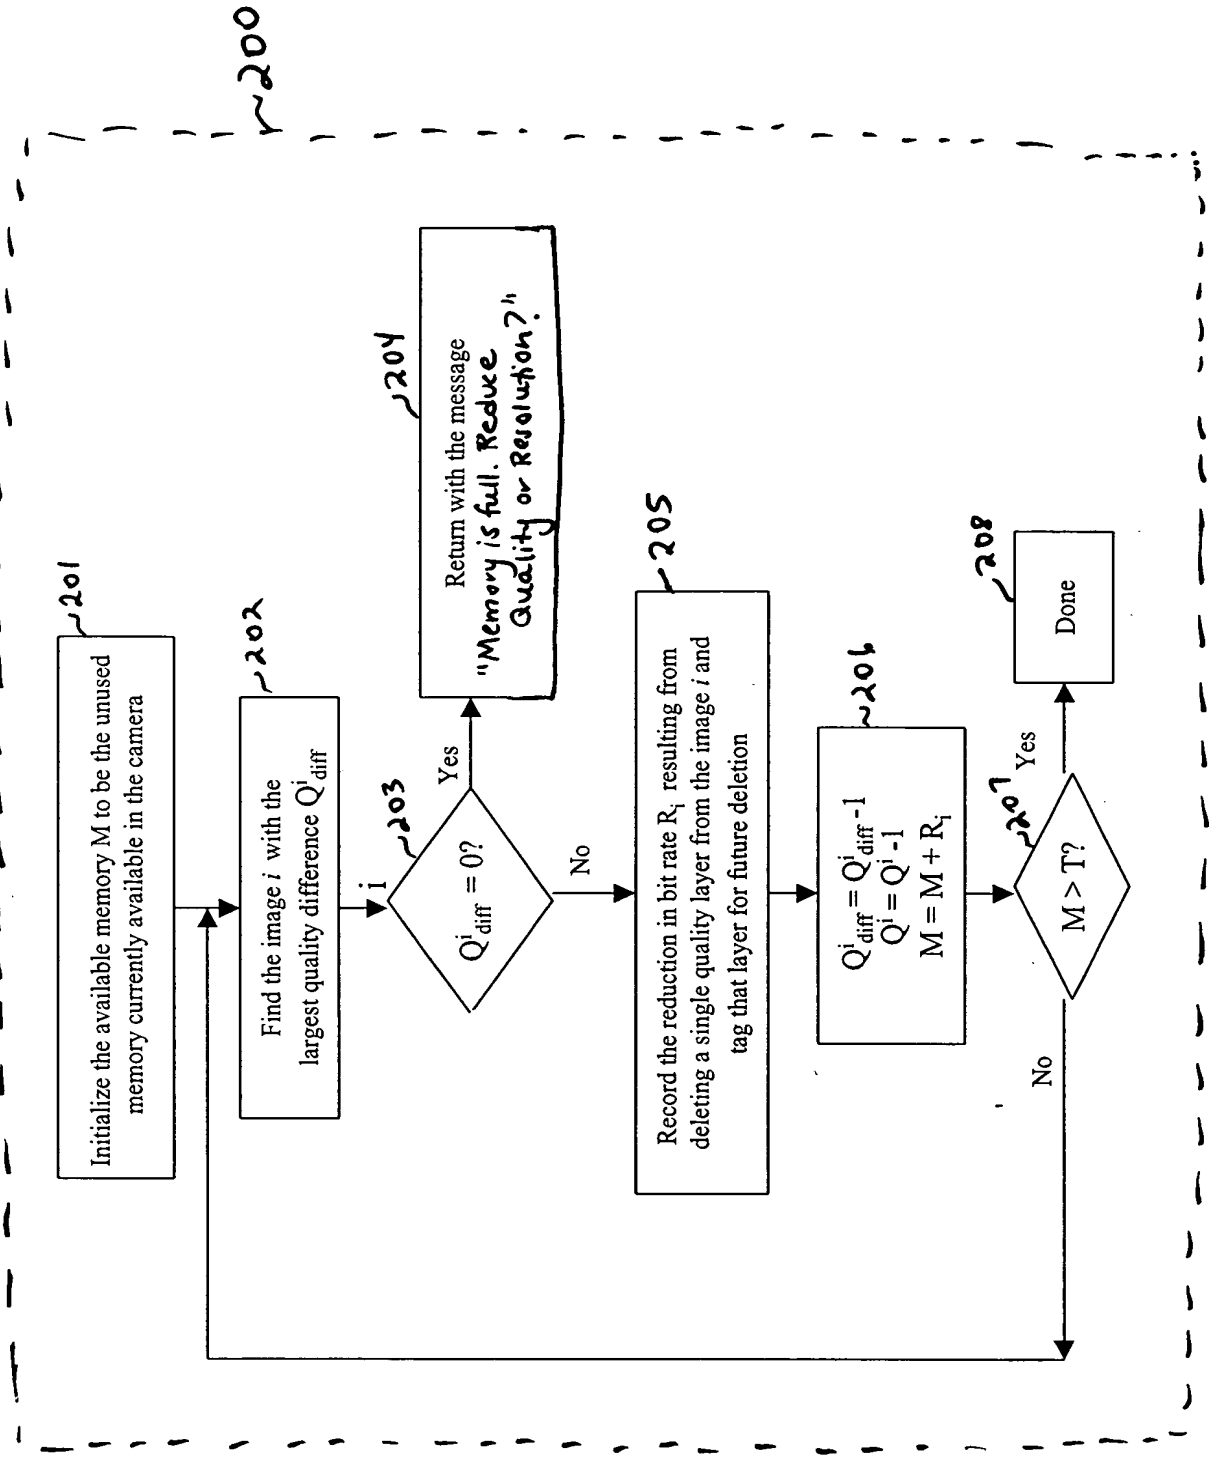 200
201
Initialize the available memory M to be the unused
memory currently available in the camera
202
Find the image i with the
largest quality difference Q^i_diff
i
203
Q^i_diff = 0?
Yes
204
Return with the message
"Memory is full. Reduce
Quality or Resolution?"
No
205
Record the reduction in bit rate R_i resulting from
deleting a single quality layer from the image i and
tag that layer for future deletion
206
Q^i_diff = Q^i_diff -1
Q^i = Q^i -1
M = M + R_i
207
M > T?
Yes
208
Done
No